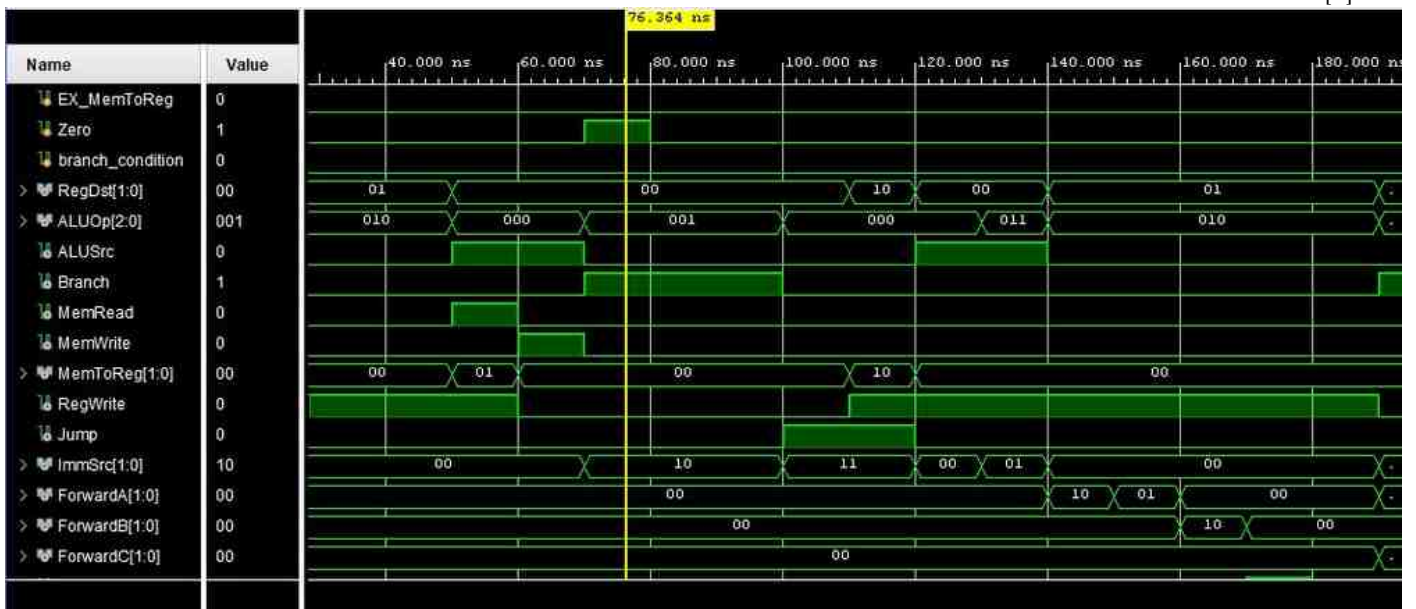 76.364 ns
Name Value 40.000 ns 60.000 ns 80.000 ns 100.000 ns 120.000 ns 140.000 ns 160.000 ns 180.000 ns
EX_MemToReg 0
Zero 1
branch_condition 0
> RegDst[1:0] 00 01 00 10 00 01
> ALUOp[2:0] 001 010 000 001 000 011 010
ALUSrc 0
Branch 1
MemRead 0
MemWrite 0
> MemToReg[1:0] 00 00 01 00 10 00
RegWrite 0
Jump 0
> ImmSrc[1:0] 10 00 10 11 00 01 00
> ForwardA[1:0] 00 00 10 01 00
> ForwardB[1:0] 00 00 10 00
> ForwardC[1:0] 00 00